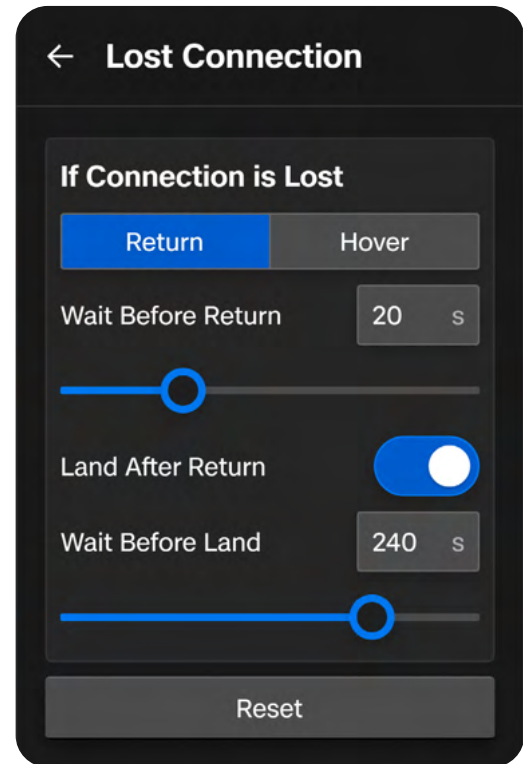 Lost Connection
If Connection is Lost
Return Hover
Wait Before Return 20 s
Land After Return
Wait Before Land 240 s
Reset